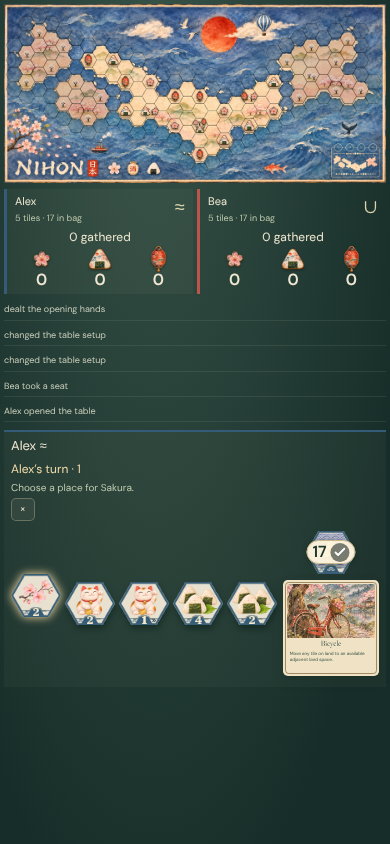 NIHON 日本 酒
Alex
5 tiles · 17 in bag
≈
0 gathered
0 0 0
Bea
5 tiles · 17 in bag
0 gathered
0 0 0
dealt the opening hands
changed the table setup
changed the table setup
Bea took a seat
Alex opened the table
Alex ≈
Alex's turn · 1
Choose a place for Sakura.
×
17
2 2 1 4 2
Bicycle
Move any tile on land to an available
adjacent land space.